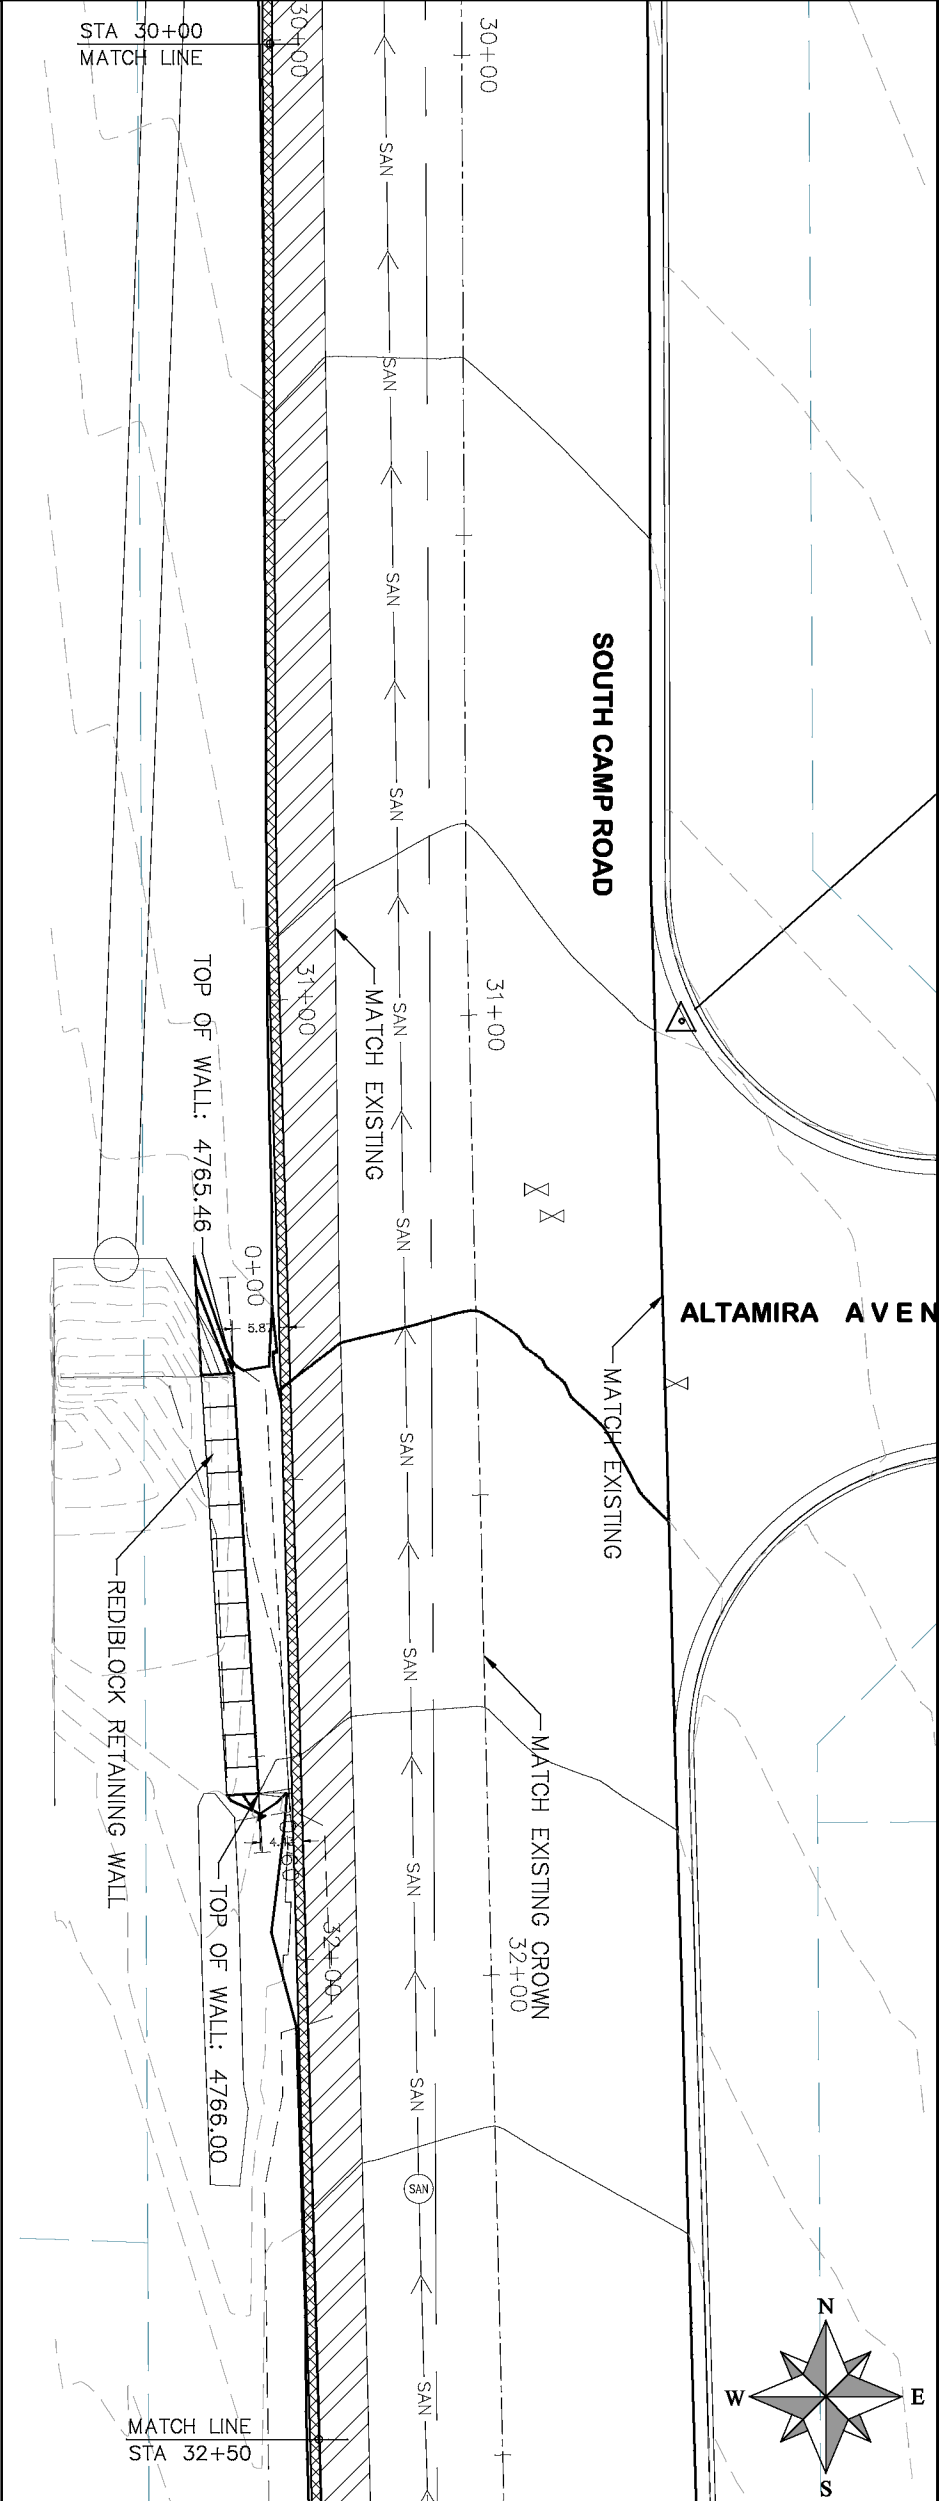 STA 30+00
MATCH LINE
30+00
30+00
SAN
SAN
SAN
SOUTH CAMP ROAD
SAN
31+00
31+00
SAN
MATCH EXISTING
TOP OF WALL: 4765.46
SAN
0+00
5.87
ALTAMIRA AVEN
MATCH EXISTING
SAN
REDIBLOCK RETAINING WALL
SAN
MATCH EXISTING CROWN
32+00
32+00
SAN
TOP OF WALL: 4766.00
SAN
SAN
SAN
MATCH LINE
STA 32+50
N
W
E
S